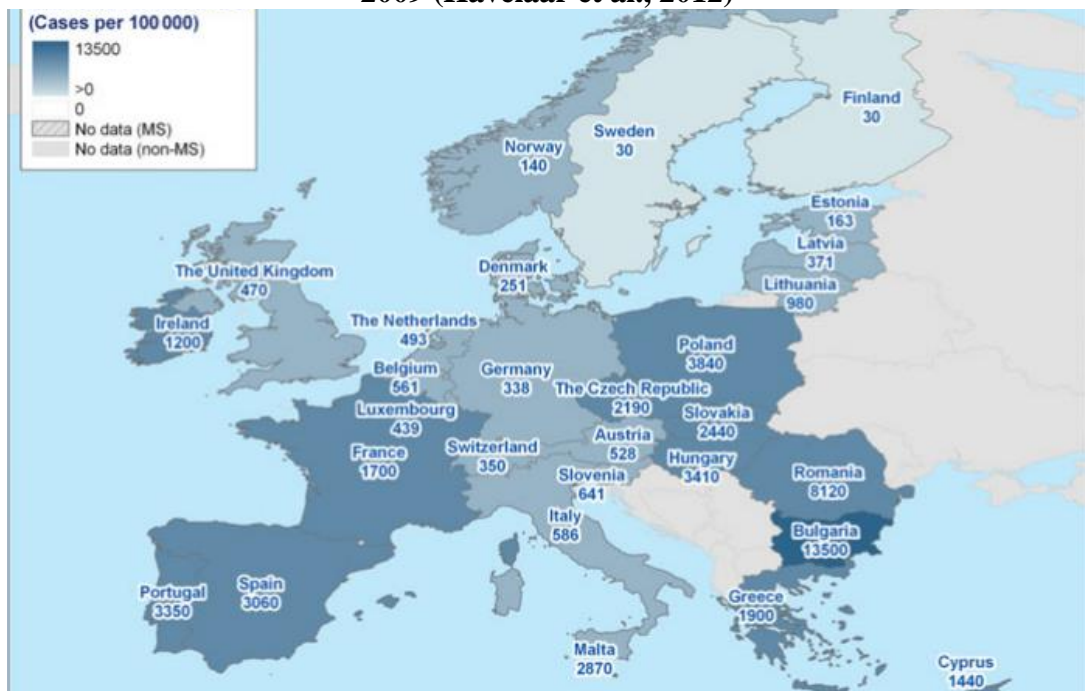 2009 (Havelaar et al., 2012)
(Cases per 100 000)
13500
>0
0
No data (MS)
No data (non-MS)
Finland
30
Sweden
30
Norway
140
Estonia
163
Latvia
371
Lithuania
980
Denmark
251
The United Kingdom
470
Ireland
1200
The Netherlands
493
Belgium
561
Germany
338
Poland
3840
The Czech Republic
2190
Luxembourg
439
Slovakia
2440
France
1700
Switzerland
350
Austria
528
Hungary
3410
Slovenia
641
Romania
8120
Italy
586
Bulgaria
13500
Portugal
3350
Spain
3060
Greece
1900
Malta
2870
Cyprus
1440